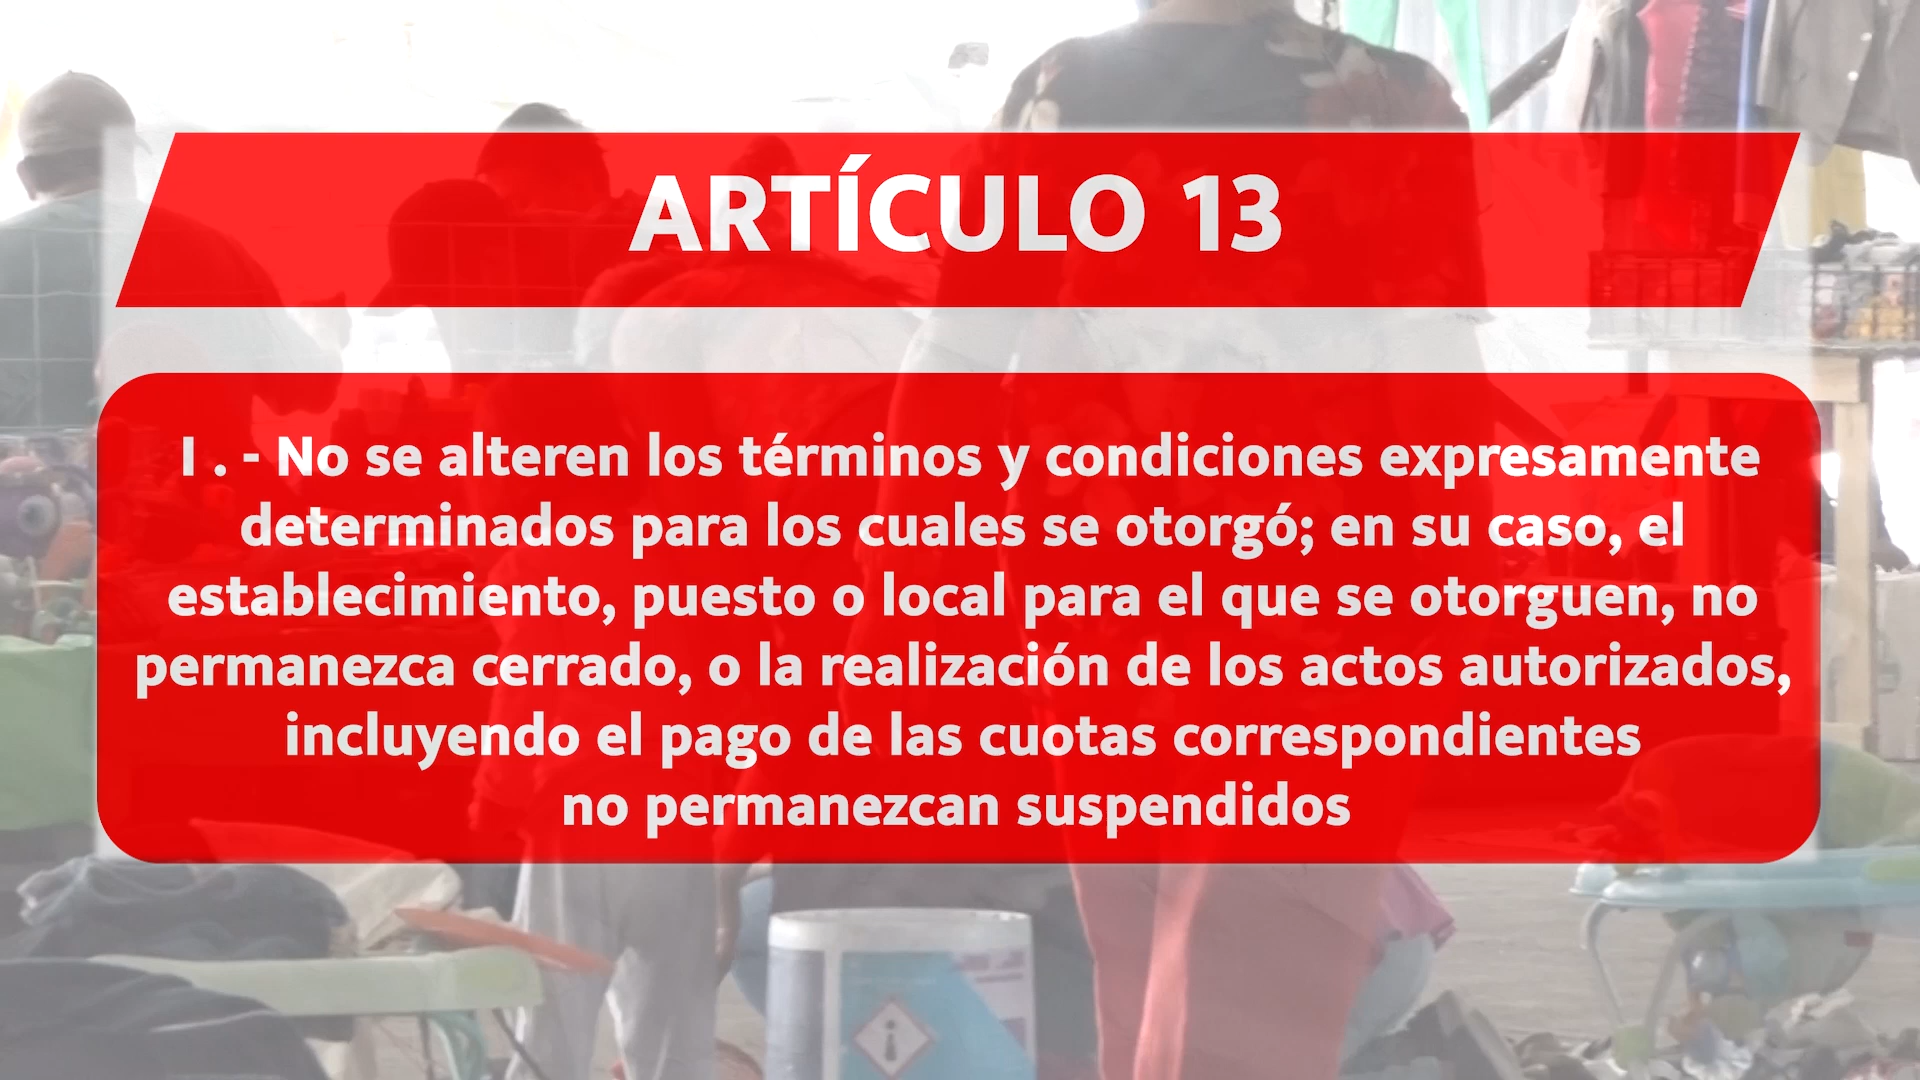 ARTÍCULO 13
I . - No se alteren los términos y condiciones expresamente
determinados para los cuales se otorgó; en su caso, el
establecimiento, puesto o local para el que se otorguen, no
permanezca cerrado, o la realización de los actos autorizados,
incluyendo el pago de las cuotas correspondientes
no permanezcan suspendidos